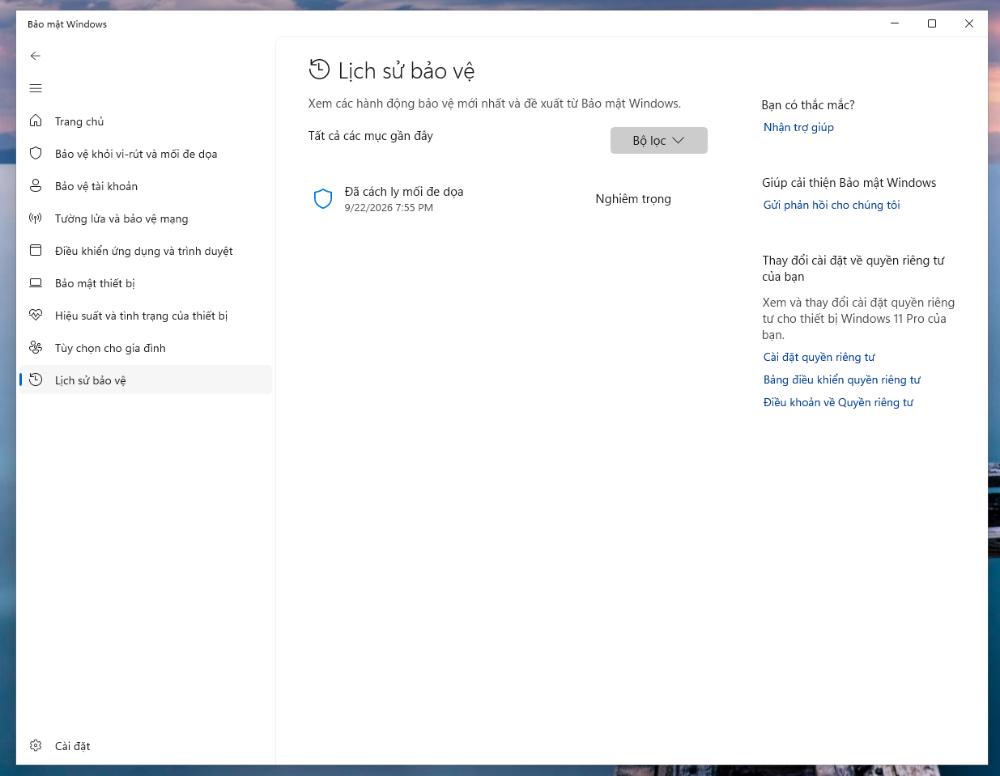 Bảo mật Windows
Trang chủ
Bảo vệ khỏi vi-rút và mối đe dọa
Bảo vệ tài khoản
Tường lửa và bảo vệ mạng
Điều khiển ứng dụng và trình duyệt
Bảo mật thiết bị
Hiệu suất và tình trạng của thiết bị
Tùy chọn cho gia đình
Lịch sử bảo vệ
Cài đặt
Lịch sử bảo vệ
Xem các hành động bảo vệ mới nhất và đề xuất từ Bảo mật Windows.
Tất cả các mục gần đây
Bộ lọc
Đã cách ly mối đe dọa
9/22/2026 7:55 PM
Nghiêm trọng
Bạn có thắc mắc?
Nhận trợ giúp
Giúp cải thiện Bảo mật Windows
Gửi phản hồi cho chúng tôi
Thay đổi cài đặt về quyền riêng tư
của bạn
Xem và thay đổi cài đặt quyền riêng
tư cho thiết bị Windows 11 Pro của
bạn.
Cài đặt quyền riêng tư
Bảng điều khiển quyền riêng tư
Điều khoản về Quyền riêng tư